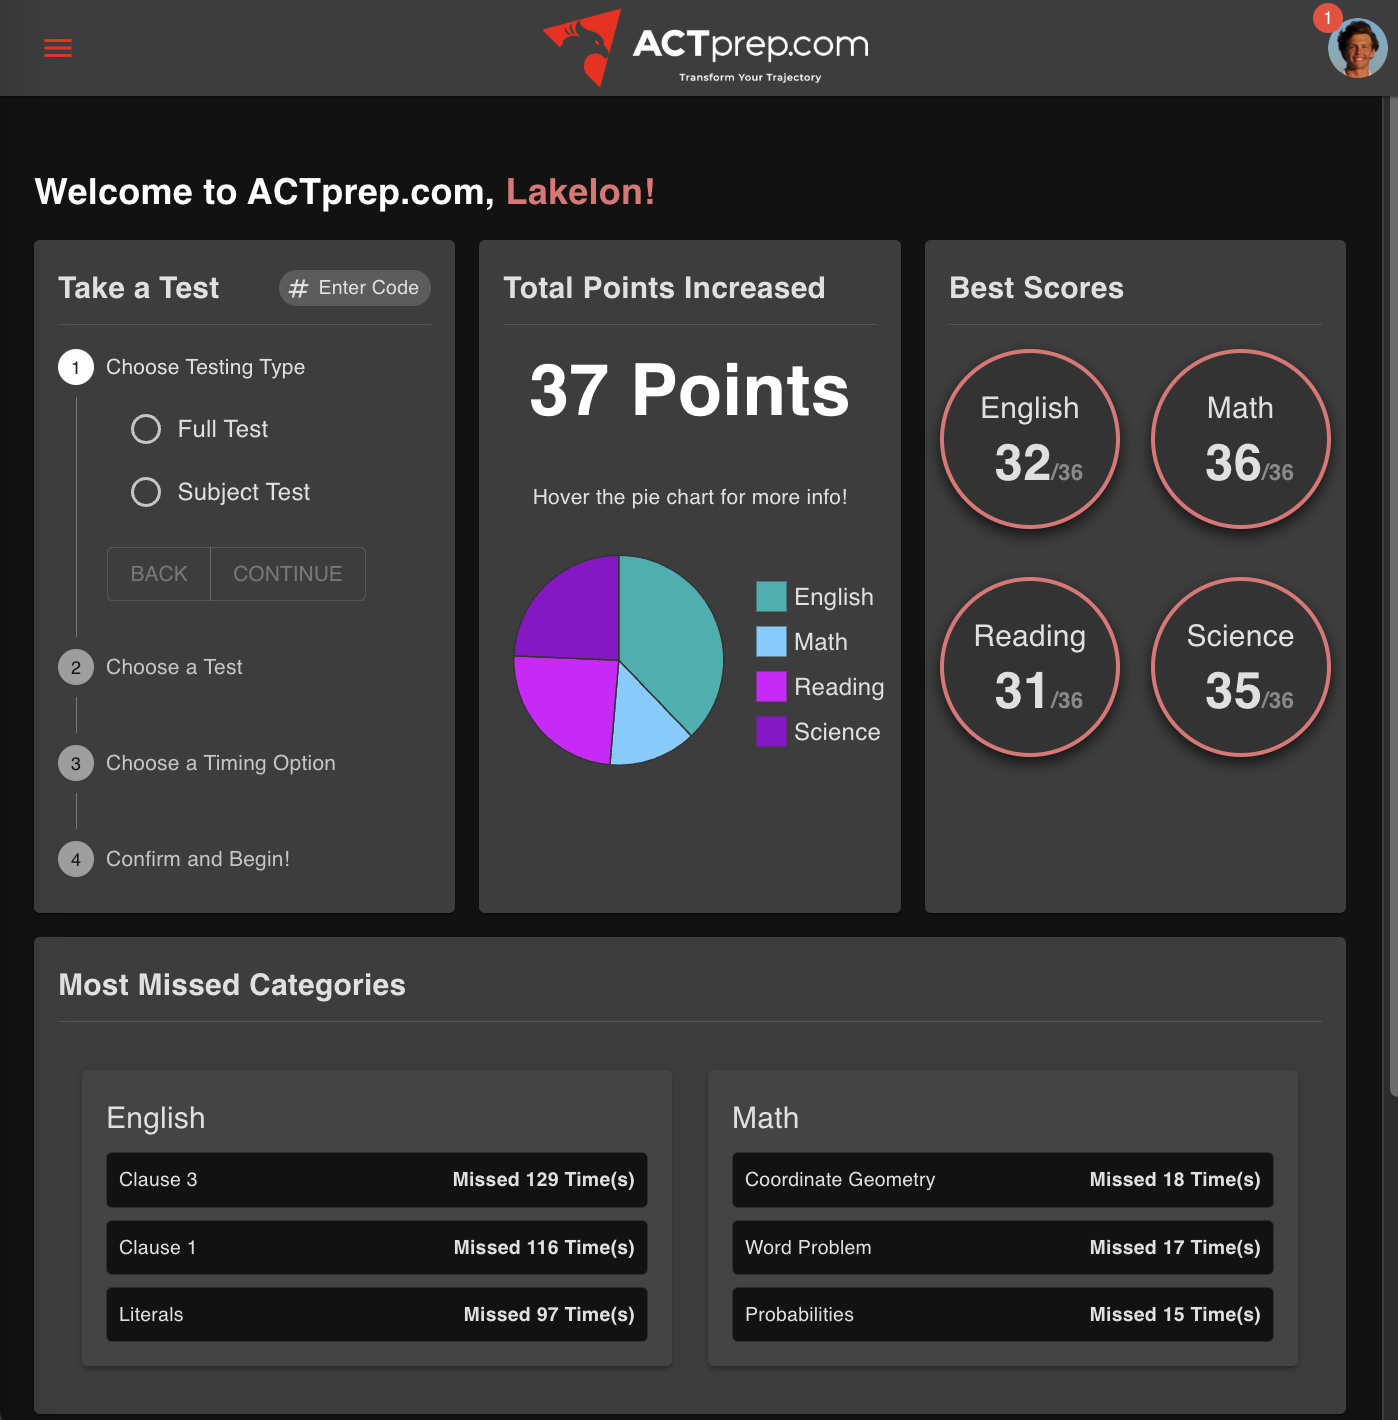 1
ACTprep.com
Transform Your Trajectory
Welcome to ACTprep.com, Lakelon!
Take a Test
# Enter Code
1 Choose Testing Type
Full Test
Subject Test
BACK CONTINUE
2 Choose a Test
3 Choose a Timing Option
4 Confirm and Begin!
Total Points Increased
37 Points
Hover the pie chart for more info!
English
Math
Reading
Science
Best Scores
English
32/36
Math
36/36
Reading
31/36
Science
35/36
Most Missed Categories
English
Clause 3 Missed 129 Time(s)
Clause 1 Missed 116 Time(s)
Literals Missed 97 Time(s)
Math
Coordinate Geometry Missed 18 Time(s)
Word Problem Missed 17 Time(s)
Probabilities Missed 15 Time(s)